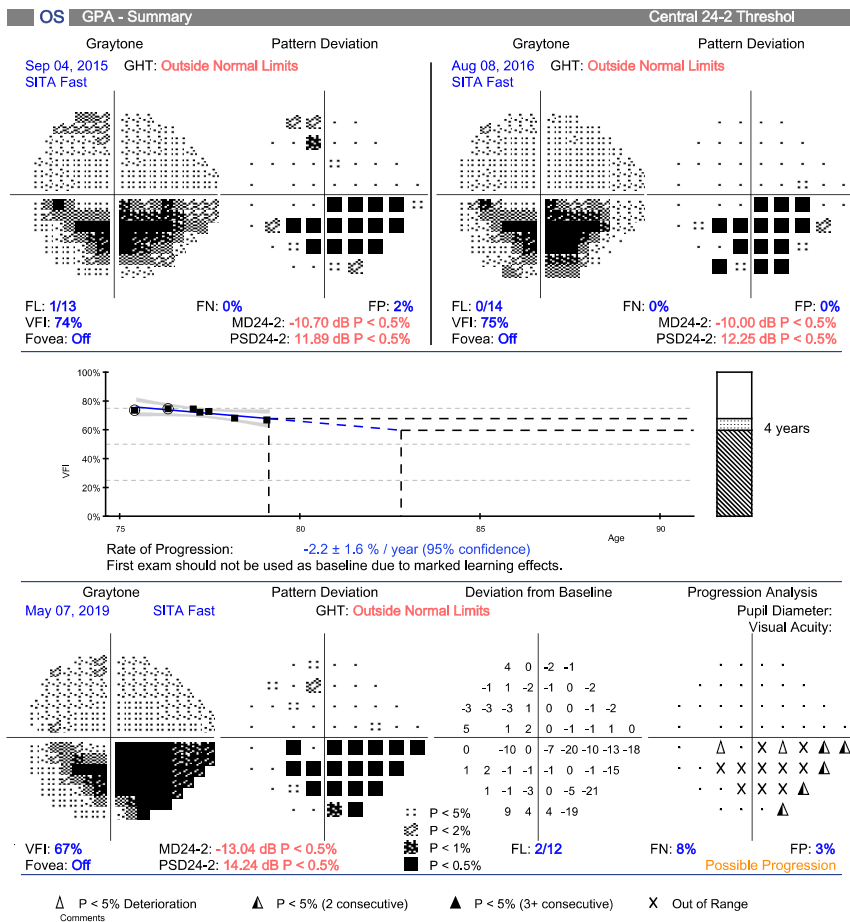 OS GPA - Summary Central 24-2 Threshol
Graytone Pattern Deviation Graytone Pattern Deviation
Sep 04, 2015 GHT: Outside Normal Limits Aug 08, 2016 GHT: Outside Normal Limits
SITA Fast SITA Fast
FL: 1/13 FN: 0% FP: 2% FL: 0/14 FN: 0% FP: 0%
VFI: 74% MD24-2: -10.70 dB P < 0.5% VFI: 75% MD24-2: -10.00 dB P < 0.5%
Fovea: Off PSD24-2: 11.89 dB P < 0.5% Fovea: Off PSD24-2: 12.25 dB P < 0.5%
100%
80%
60%
40%
20%
0%
VFI
75 80 85 90
Age
4 years
Rate of Progression: -2.2 ± 1.6 % / year (95% confidence)
First exam should not be used as baseline due to marked learning effects.
Graytone Pattern Deviation Deviation from Baseline Progression Analysis
May 07, 2019 SITA Fast GHT: Outside Normal Limits Pupil Diameter:
Visual Acuity:
4 0 -2 -1
-1 1 -2 -1 0 -2
-3 -3 -3 1 0 0 -1 -2
5 1 2 0 -1 -1 1 0
0 -10 0 -7 -20 -10 -13 -18
1 2 -1 -1 -1 0 -1 -15
1 -1 -3 0 -5 -21
9 4 4 -19
P < 5%
P < 2%
P < 1%
P < 0.5%
VFI: 67% MD24-2: -13.04 dB P < 0.5% FL: 2/12 FN: 8% FP: 3%
Fovea: Off PSD24-2: 14.24 dB P < 0.5% Possible Progression
P < 5% Deterioration P < 5% (2 consecutive) P < 5% (3+ consecutive) X Out of Range
Comments